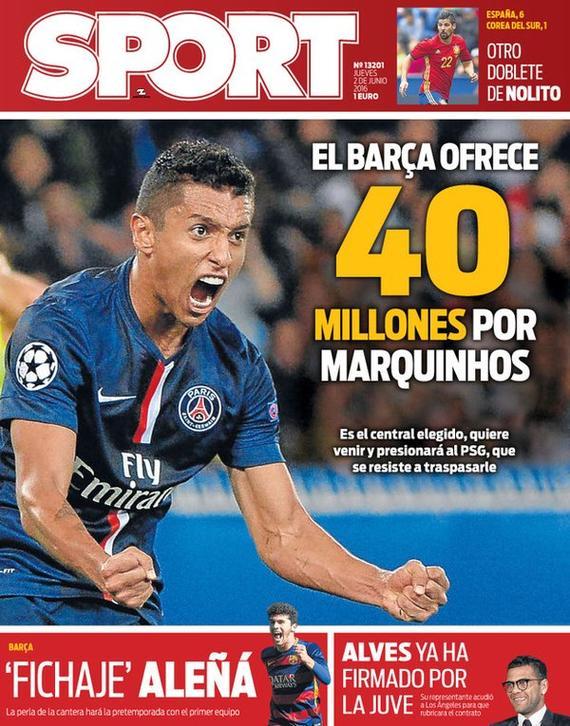 SPORT
Nº 13201
JUEVES
2 DE JUNIO
2016
1 EURO
ESPAÑA, 6
COREA DEL SUR, 1
OTRO
DOBLETE
DE NOLITO
22
EL BARÇA OFRECE
40
MILLONES POR
MARQUINHOS
Es el central elegido, quiere
venir y presionará al PSG, que
se resiste a traspasarle
PARIS
SAINT-GERMAIN
Fly
Emirates
BARÇA
'FICHAJE' ALEÑÁ
La perla de la cantera hará la pretemporada con el primer equipo
QATAR
AIRWAYS
ALVES YA HA
FIRMADO POR
LA JUVE
Su representante acudió
a Los Ángeles para que
rubricara el contrato